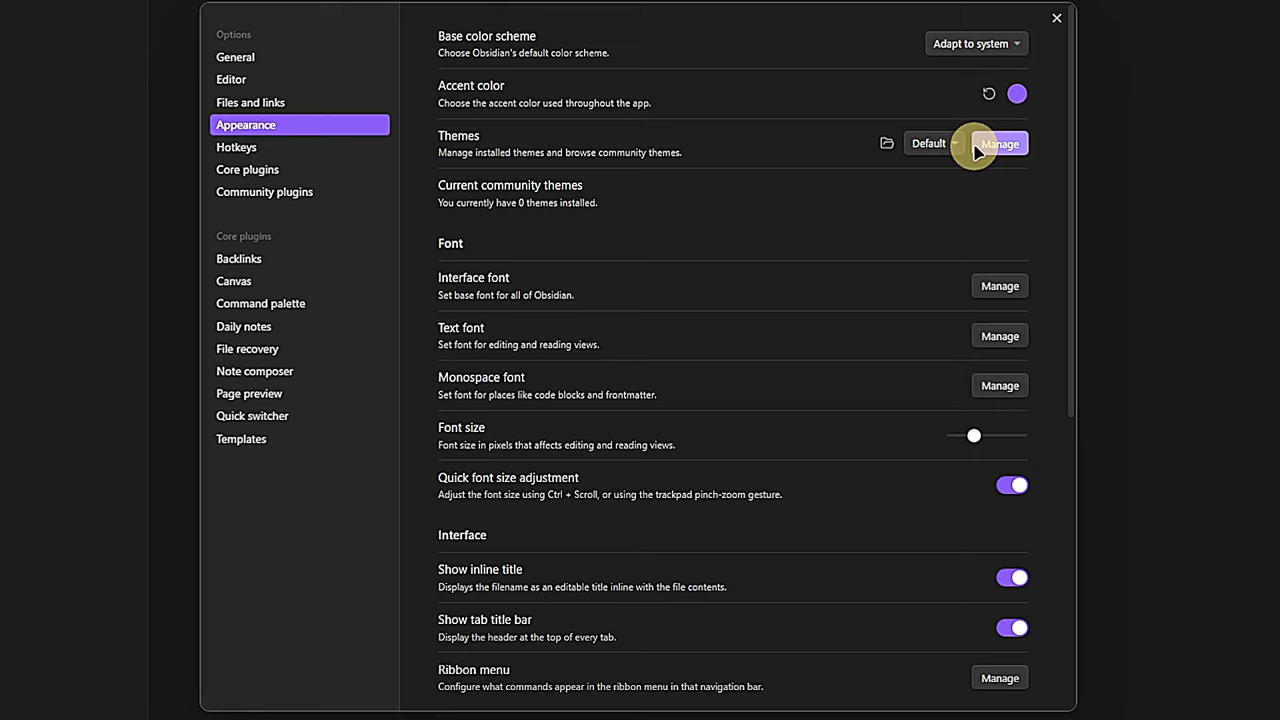 Options
General
Editor
Files and links
Appearance
Hotkeys
Core plugins
Community plugins
Core plugins
Backlinks
Canvas
Command palette
Daily notes
File recovery
Note composer
Page preview
Quick switcher
Templates
Base color scheme
Choose Obsidian's default color scheme.
Adapt to system
Accent color
Choose the accent color used throughout the app.
Themes
Manage installed themes and browse community themes.
Default
Manage
Current community themes
You currently have 0 themes installed.
Font
Interface font
Set base font for all of Obsidian.
Manage
Text font
Set font for editing and reading views.
Manage
Monospace font
Set font for places like code blocks and frontmatter.
Manage
Font size
Font size in pixels that affects editing and reading views.
Quick font size adjustment
Adjust the font size using Ctrl + Scroll, or using the trackpad pinch-zoom gesture.
Interface
Show inline title
Displays the filename as an editable title inline with the file contents.
Show tab title bar
Display the header at the top of every tab.
Ribbon menu
Configure what commands appear in the ribbon menu in that navigation bar.
Manage